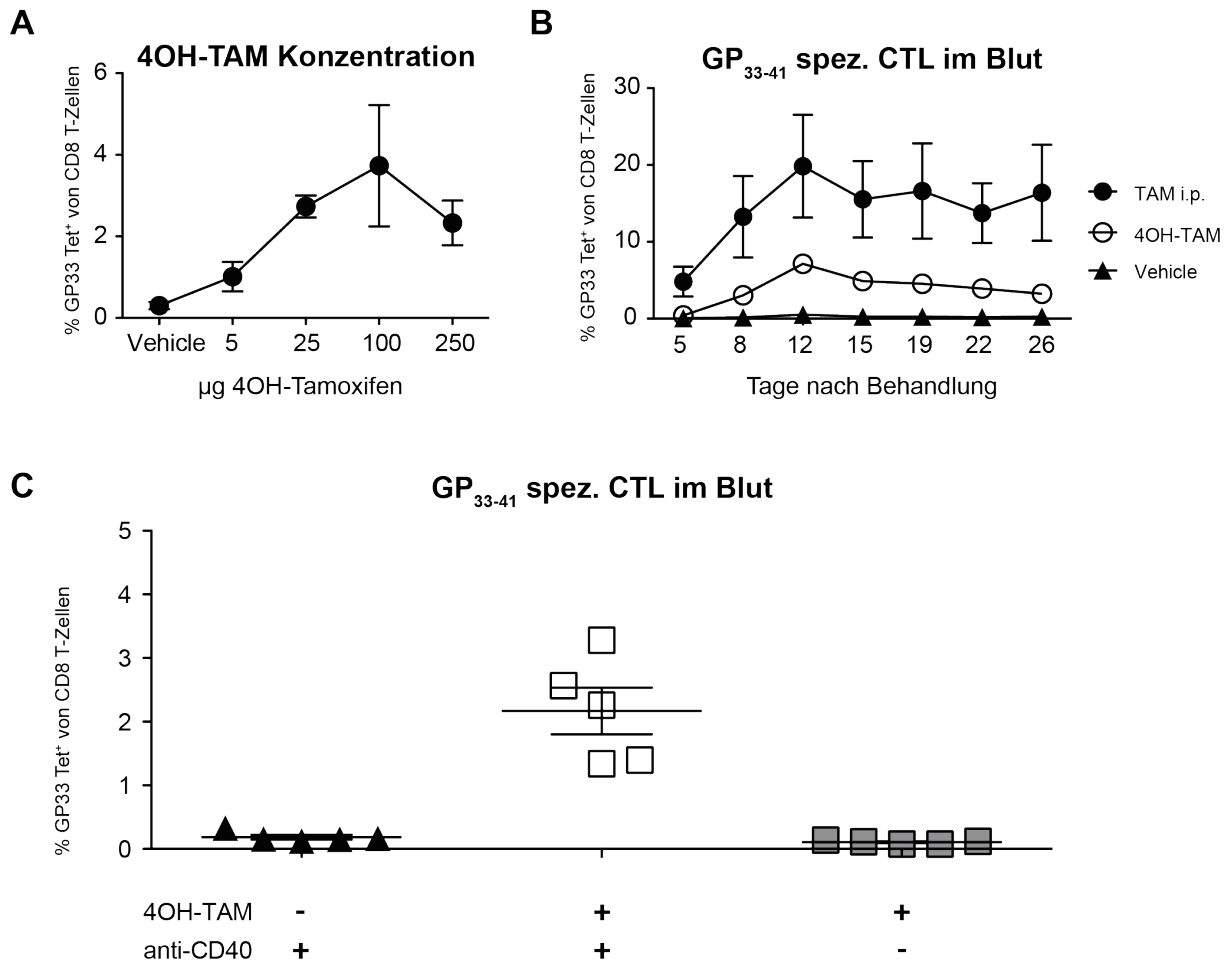 A
4OH-TAM Konzentration
% GP33 Tet⁺ von CD8 T-Zellen
6
4
2
0
Vehicle 5 25 100 250
µg 4OH-Tamoxifen
B
GP₃₃₋₄₁ spez. CTL im Blut
% GP33 Tet⁺ von CD8 T-Zellen
30
20
10
0
5 8 12 15 19 22 26
Tage nach Behandlung
TAM i.p.
4OH-TAM
Vehicle
C
GP₃₃₋₄₁ spez. CTL im Blut
% GP33 Tet⁺ von CD8 T-Zellen
5
4
3
2
1
0
4OH-TAM - + +
anti-CD40 + + -